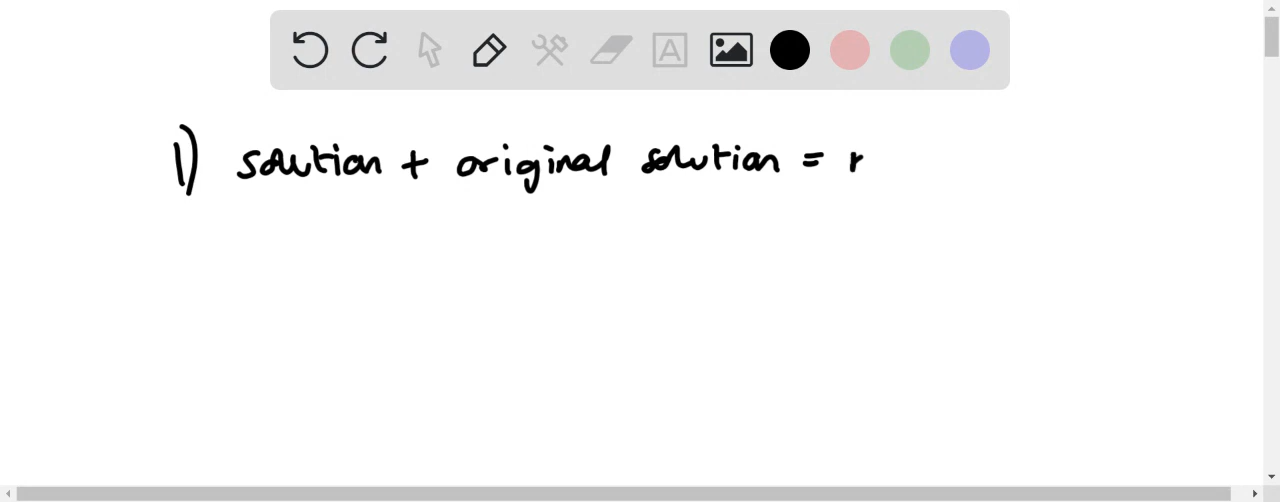 1) solution + original solution = r